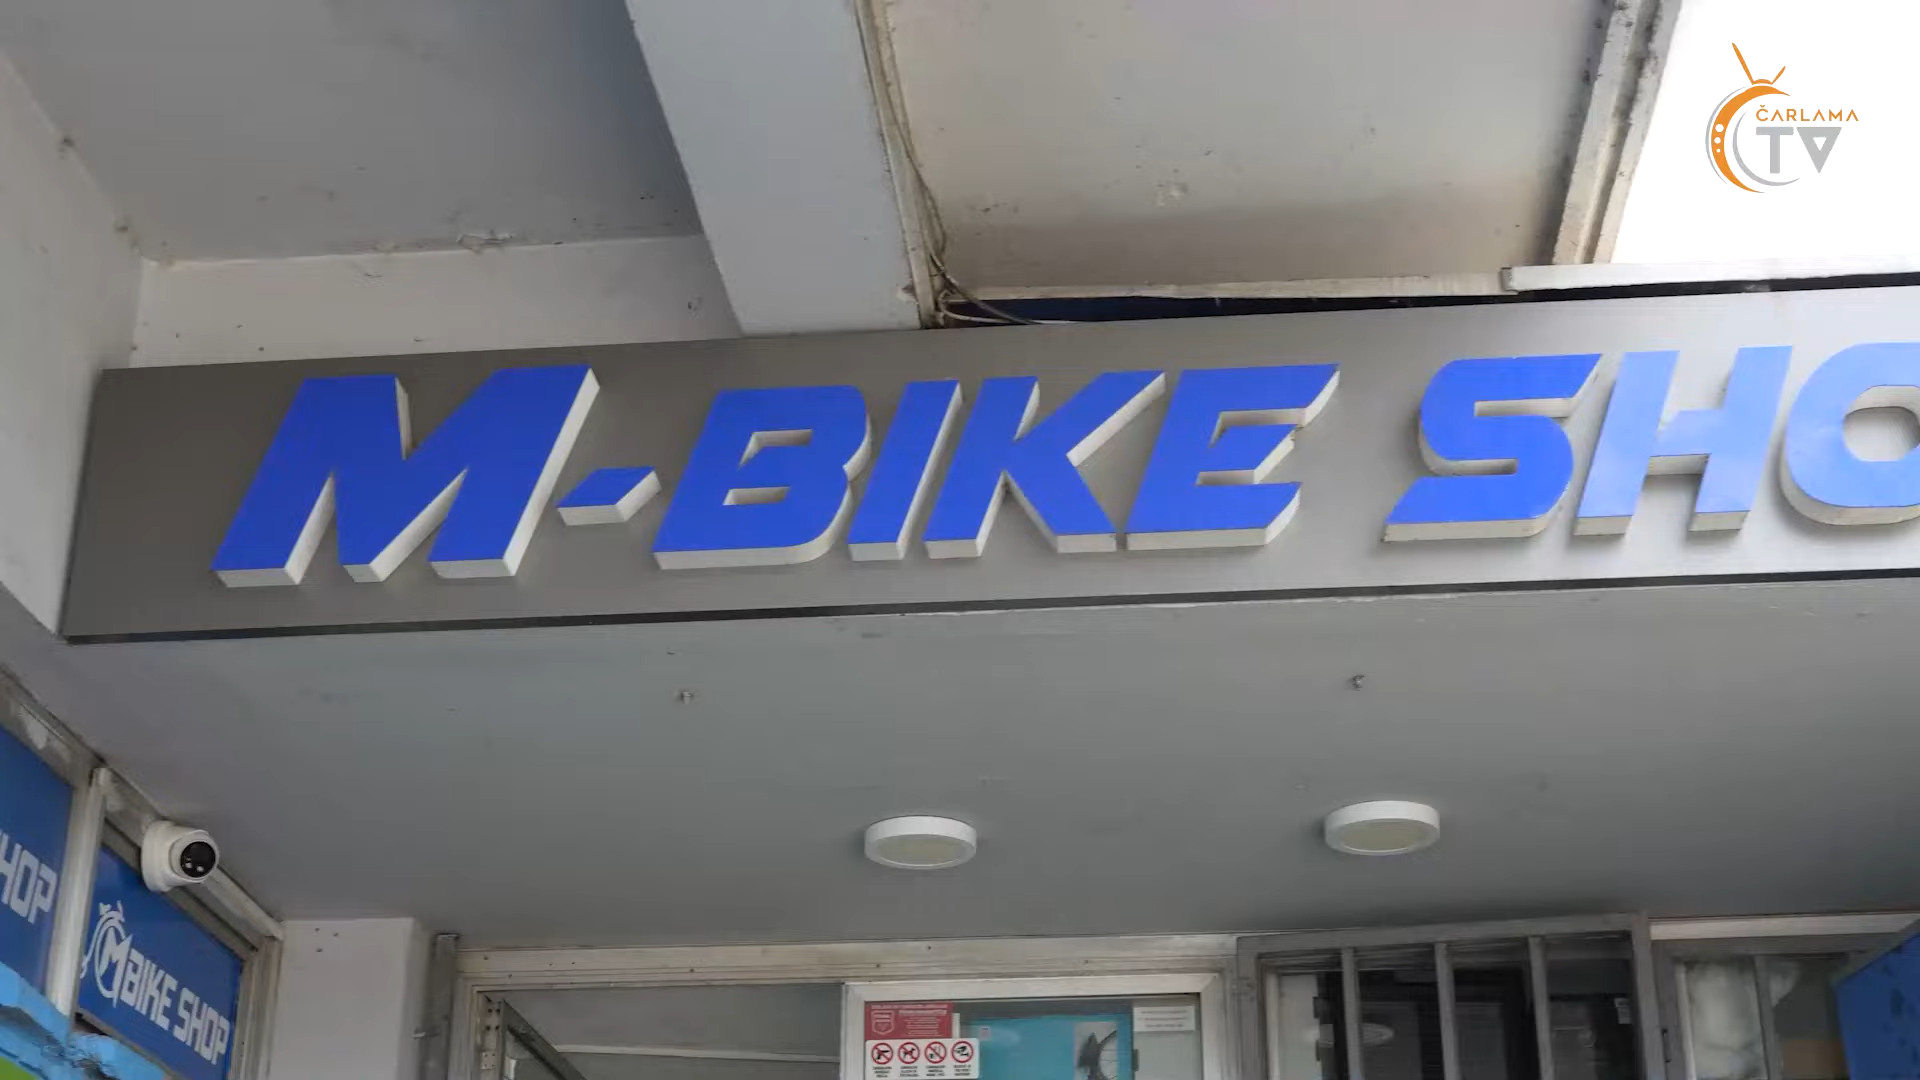 ČARLAMA
TV
M-BIKE SHO
HOP
M BIKE SHOP